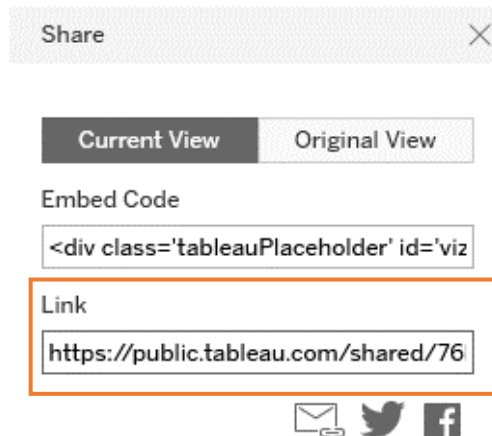 Share
Current View Original View
Embed Code
<div class='tableauPlaceholder' id='viz
Link
https://public.tableau.com/shared/76